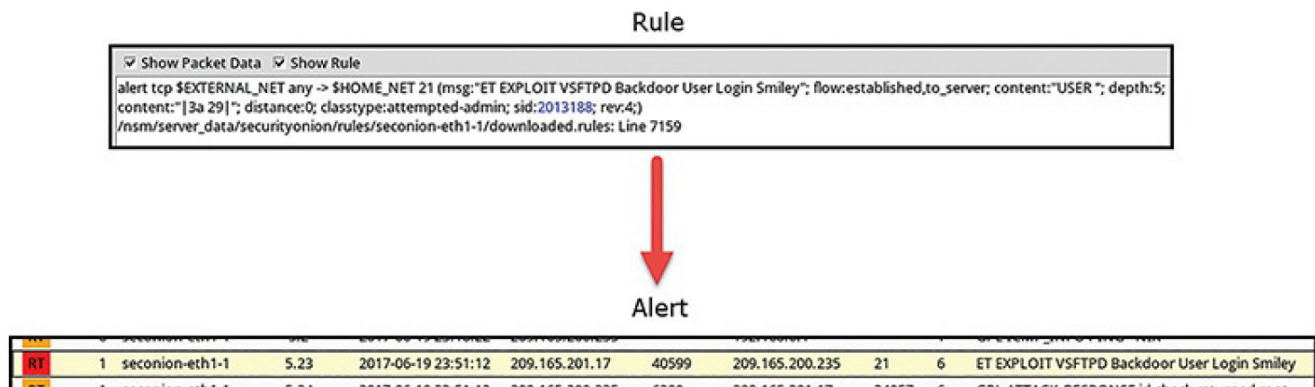 Rule
Show Packet Data Show Rule
alert tcp $EXTERNAL_NET any -> $HOME_NET 21 (msg:"ET EXPLOIT VSFTPD Backdoor User Login Smiley"; flow:established,to_server; content:"USER "; depth:5;
content:"|3a 29|"; distance:0; classtype:attempted-admin; sid:2013188; rev:4;)
/nsm/server_data/securityonion/rules/seconion-eth1-1/downloaded.rules: Line 7159
Alert
RT 1 seconion-eth1-1 5.23 2017-06-19 23:51:12 209.165.201.17 40599 209.165.200.235 21 6 ET EXPLOIT VSFTPD Backdoor User Login Smiley